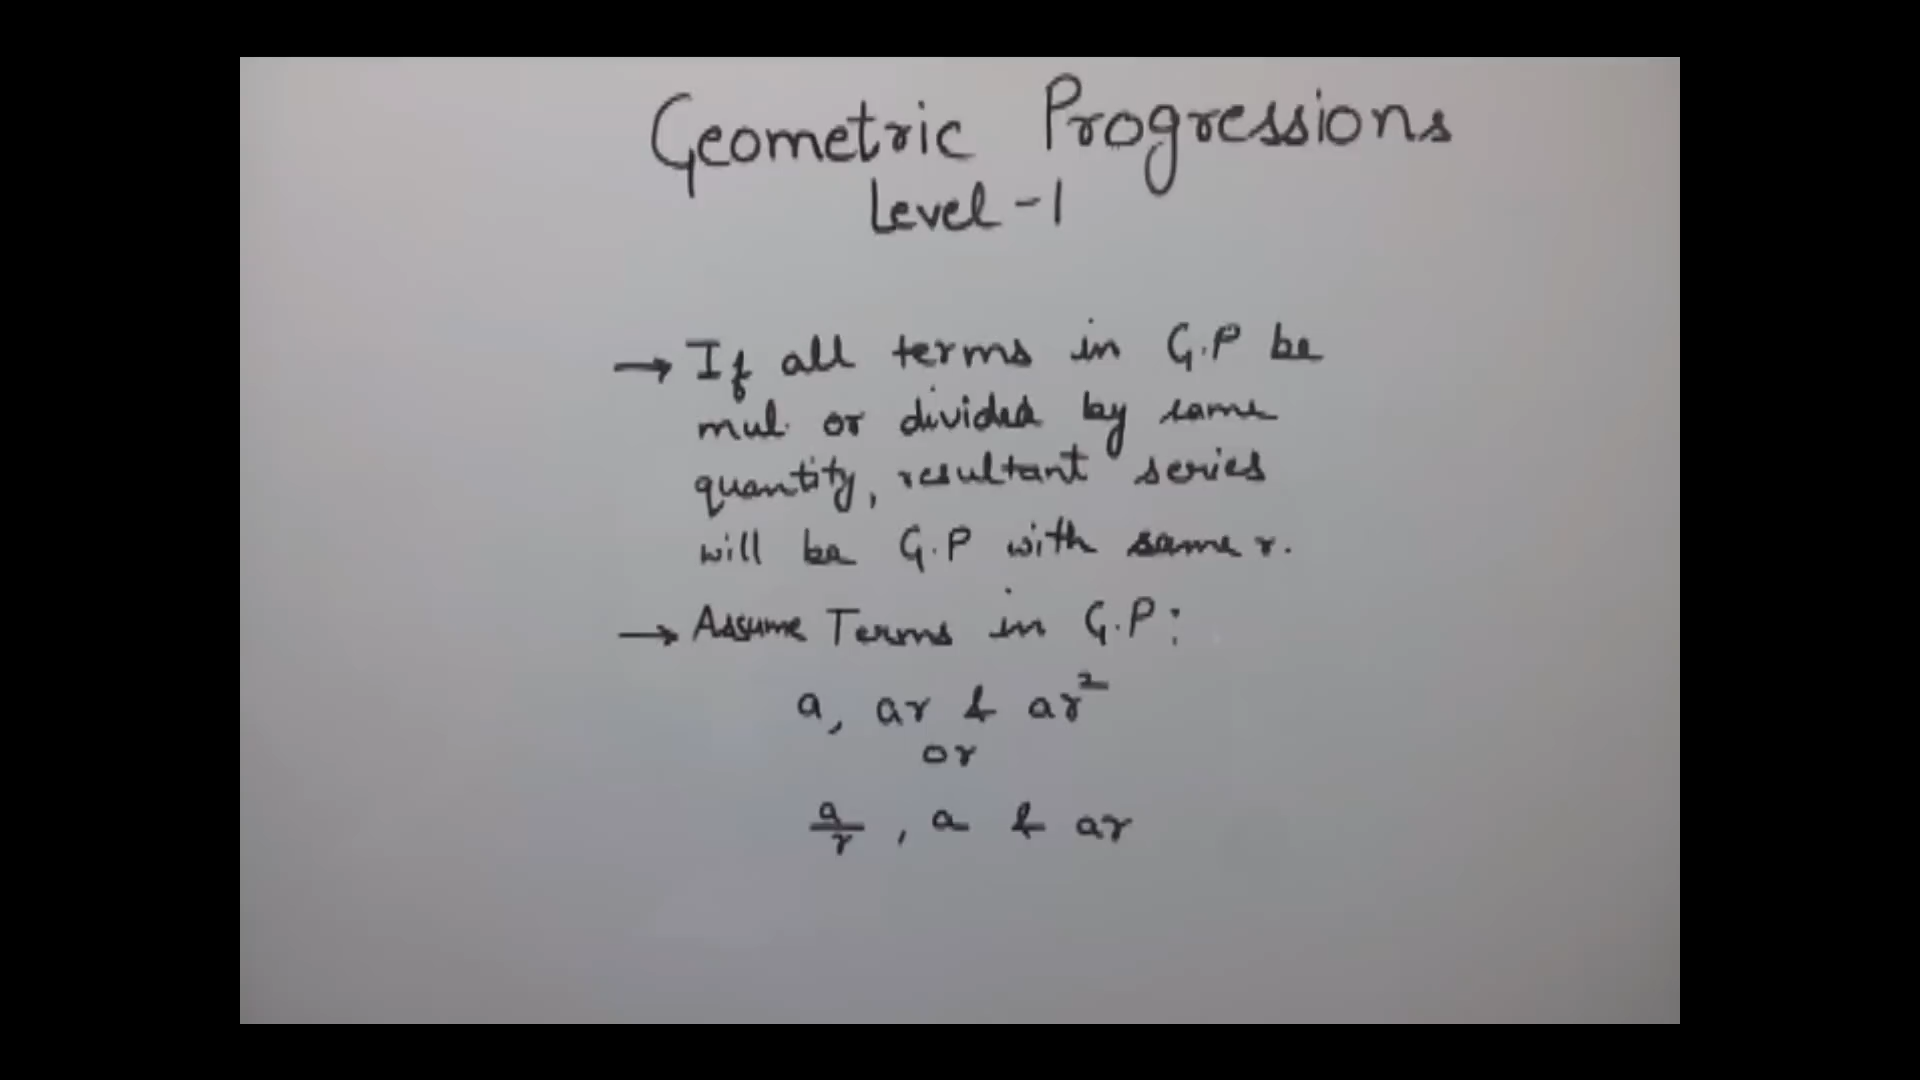 Geometric Progressions
Level-1
→ If all terms in G.P be
mul. or divided by same
quantity, resultant series
will be G.P with same r.
→ Assume Terms in G.P:
a, ar & ar²
or
a/r, a & ar